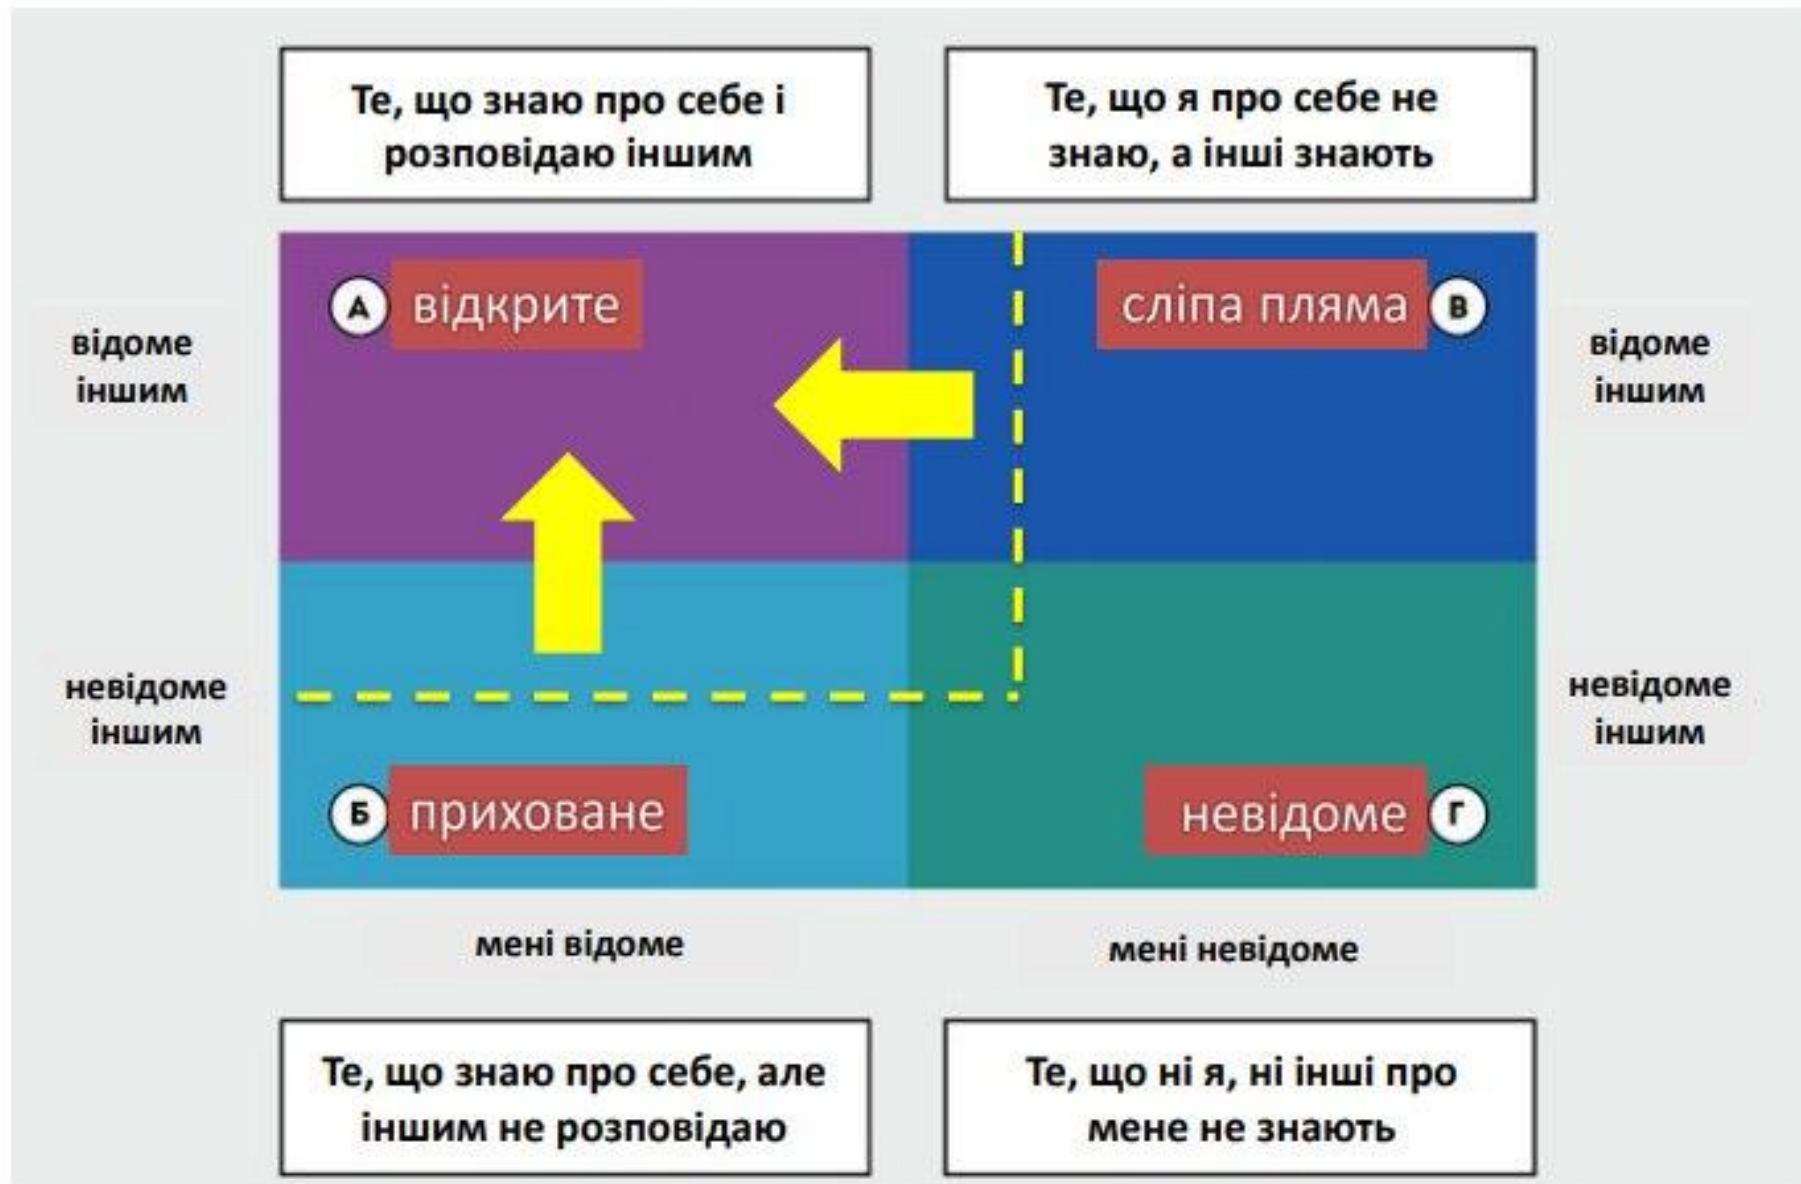 Те, що знаю про себе і
розповідаю іншим
Те, що я про себе не
знаю, а інші знають
відоме
іншим
А
відкрите
сліпа пляма
В
відоме
іншим
невідоме
іншим
Б
приховане
невідоме
Г
невідоме
іншим
мені відоме
мені невідоме
Те, що знаю про себе, але
іншим не розповідаю
Те, що ні я, ні інші про
мене не знають